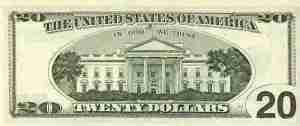 20 THE UNITED STATES OF AMERICA 20
IN GOD WE TRUST
20 TWENTY DOLLARS 20